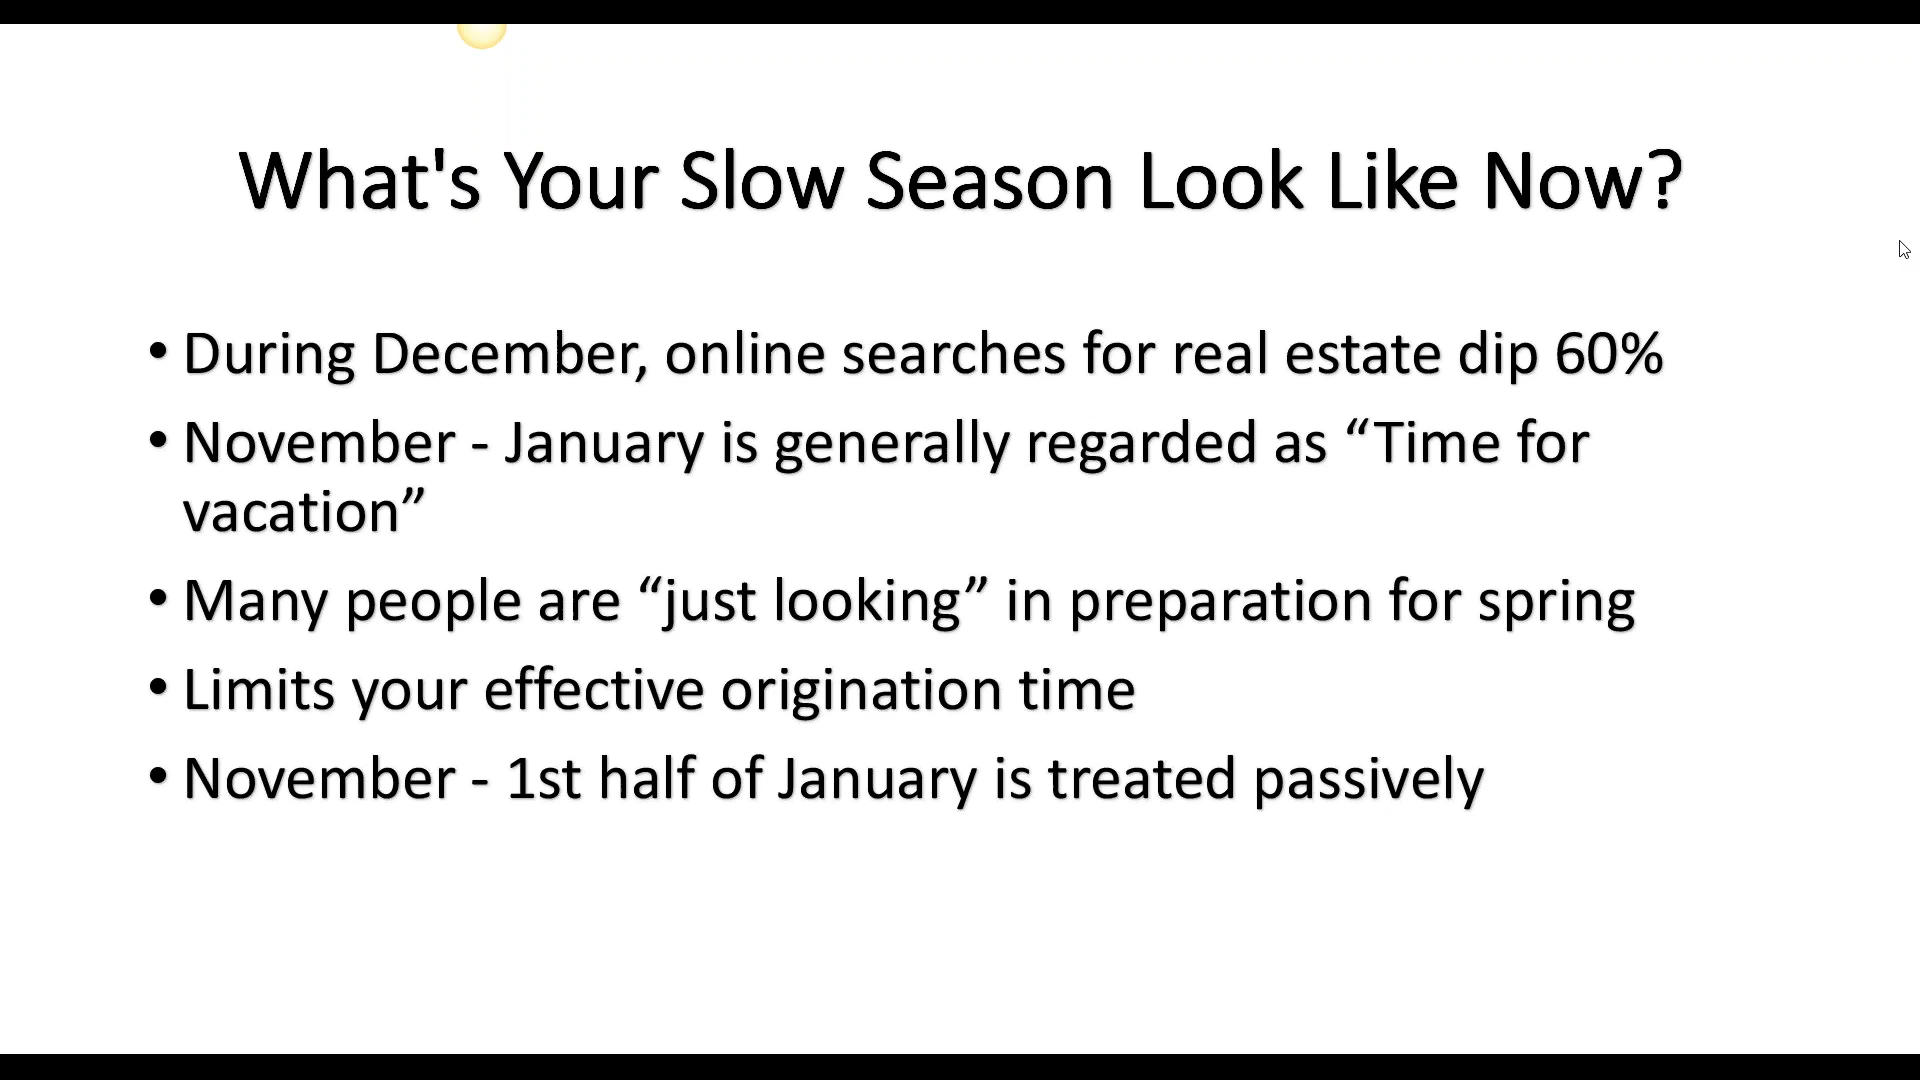 What's Your Slow Season Look Like Now?
• During December, online searches for real estate dip 60%
• November - January is generally regarded as “Time for
vacation”
• Many people are “just looking” in preparation for spring
• Limits your effective origination time
• November - 1st half of January is treated passively